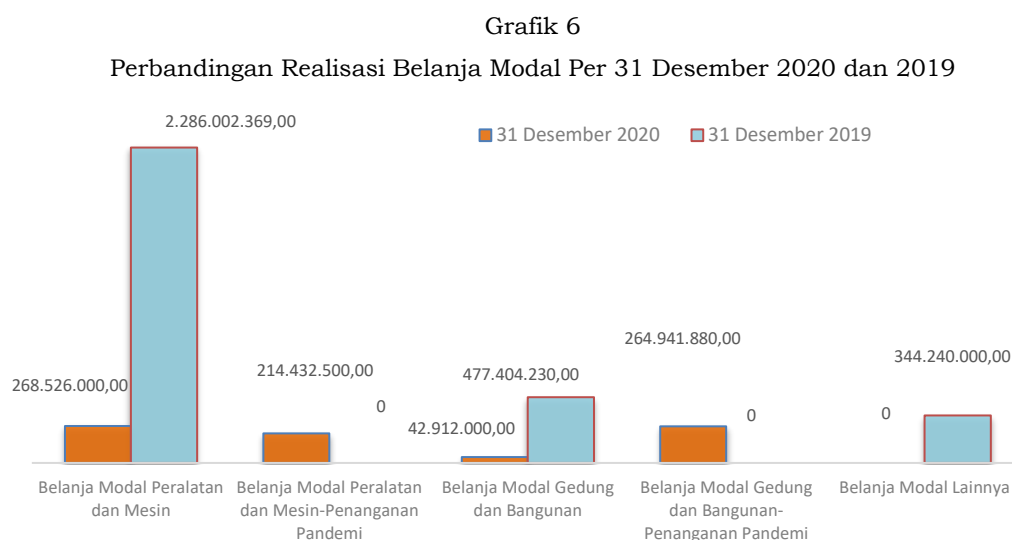 Grafik 6
Perbandingan Realisasi Belanja Modal Per 31 Desember 2020 dan 2019
2.286.002.369,00
31 Desember 2020 31 Desember 2019
268.526.000,00
214.432.500,00
0
477.404.230,00
42.912.000,00
264.941.880,00
0
0
344.240.000,00
Belanja Modal Peralatan
dan Mesin
Belanja Modal Peralatan
dan Mesin-Penanganan
Pandemi
Belanja Modal Gedung
dan Bangunan
Belanja Modal Gedung
dan Bangunan-
Penanganan Pandemi
Belanja Modal Lainnya